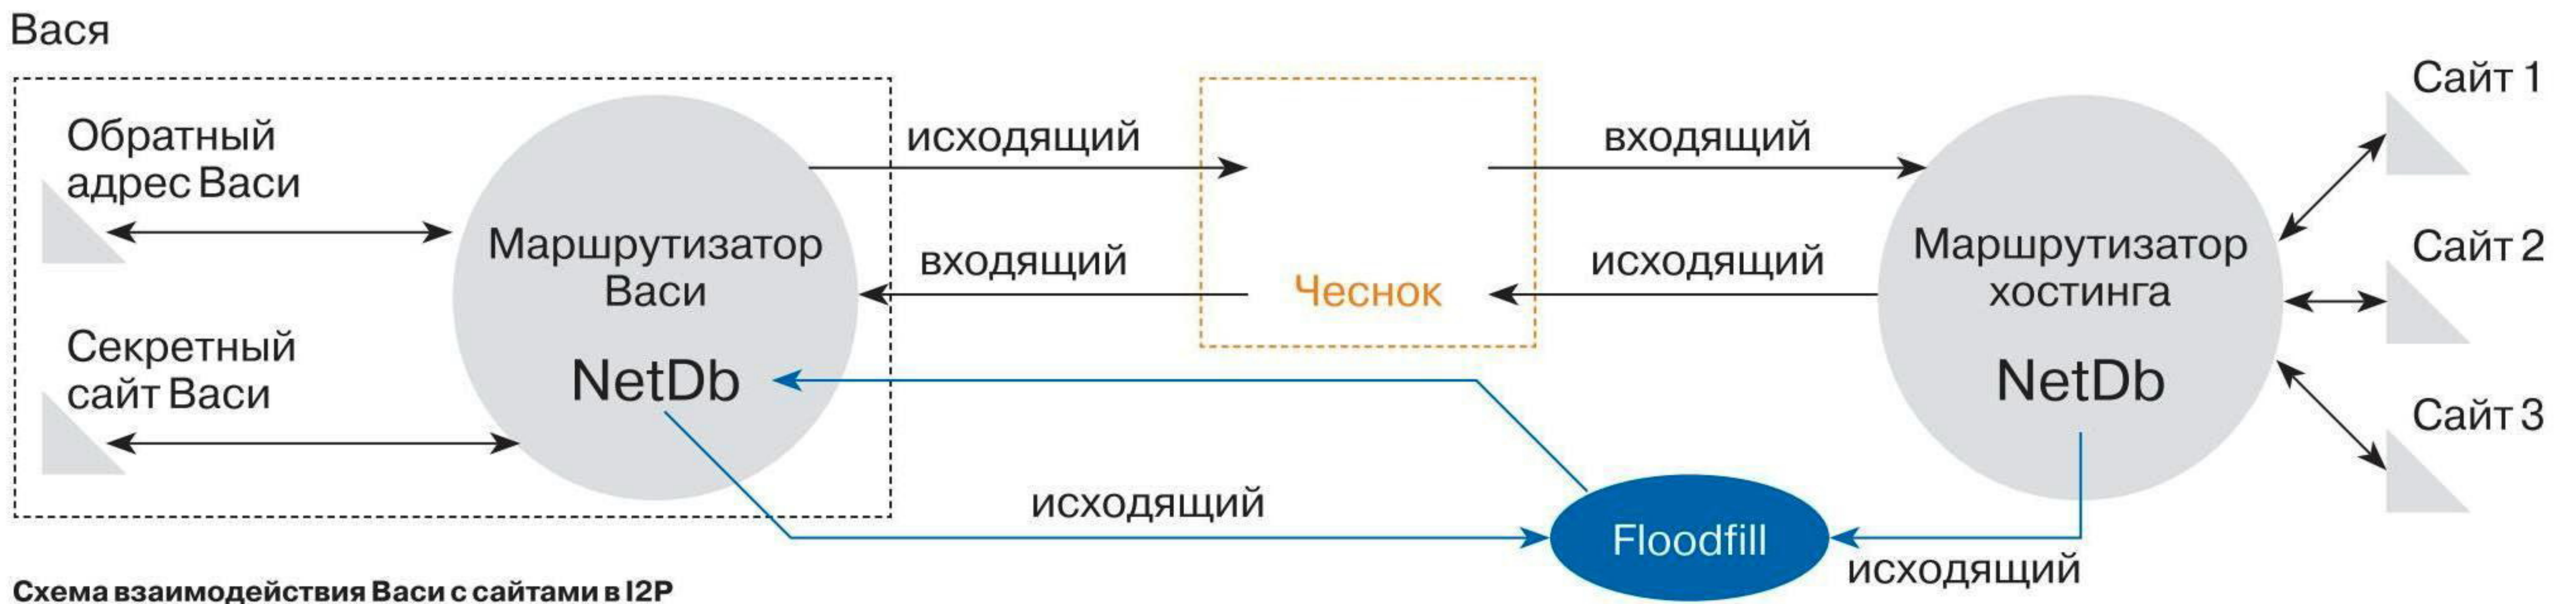 Вася
Обратный
адрес Васи
Секретный
сайт Васи
Маршрутизатор
Васи
NetDb
исходящий
входящий
Чеснок
входящий
исходящий
Маршрутизатор
хостинга
NetDb
Сайт 1
Сайт 2
Сайт 3
исходящий
Floodfill
исходящий
Схема взаимодействия Васи с сайтами в I2P